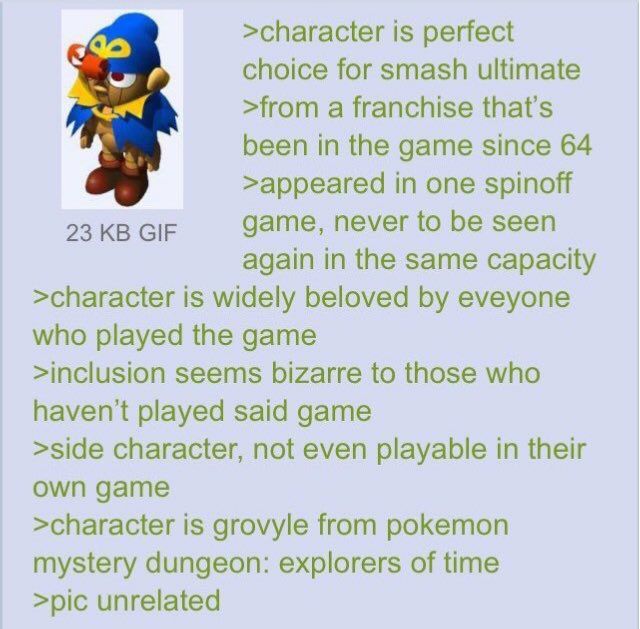 >character is perfect
choice for smash ultimate
>from a franchise that's
been in the game since 64
>appeared in one spinoff
game, never to be seen
again in the same capacity
23 KB GIF
>character is widely beloved by eveyone
who played the game
>inclusion seems bizarre to those who
haven't played said game
>side character, not even playable in their
own game
>character is grovyle from pokemon
mystery dungeon: explorers of time
>pic unrelated